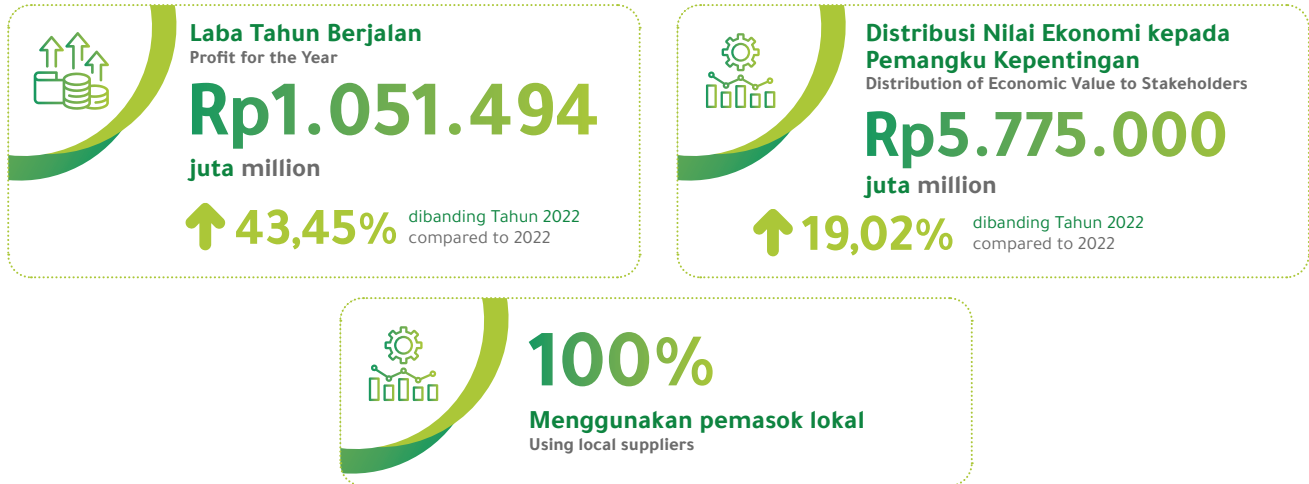 Laba Tahun Berjalan
Profit for the Year
Rp1.051.494
juta million
43,45%
dibanding Tahun 2022
compared to 2022
Distribusi Nilai Ekonomi kepada
Pemangku Kepentingan
Distribution of Economic Value to Stakeholders
Rp5.775.000
juta million
19,02%
dibanding Tahun 2022
compared to 2022
100%
Menggunakan pemasok lokal
Using local suppliers